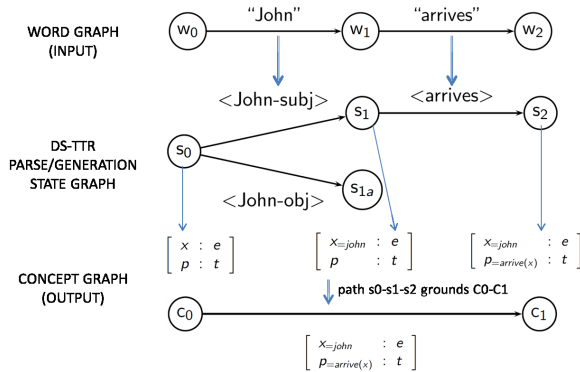 WORD GRAPH
(INPUT)
w0 "John" w1 "arrives" w2
<John-subj> <arrives>
s0 s1 s2
DS-TTR
PARSE/GENERATION
STATE GRAPH
s1a
<John-obj>
[ x : e
p : t ]
[ x=john : e
p : t ]
[ x=john : e
p=arrive(x) : t ]
CONCEPT GRAPH
(OUTPUT)
path s0-s1-s2 grounds C0-C1
c0 c1
[ x=john : e
p=arrive(x) : t ]